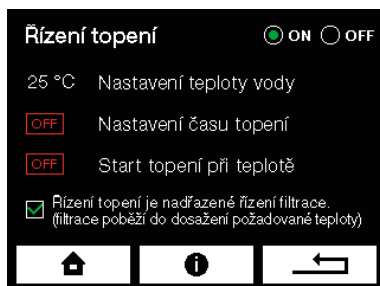 Řízení topení ON OFF
25 °C Nastavení teploty vody
OFF Nastavení času topení
OFF Start topení při teplotě
Řízení topení je nadřazené řízení filtrace.
(filtrace poběží do dosažení požadované teploty)